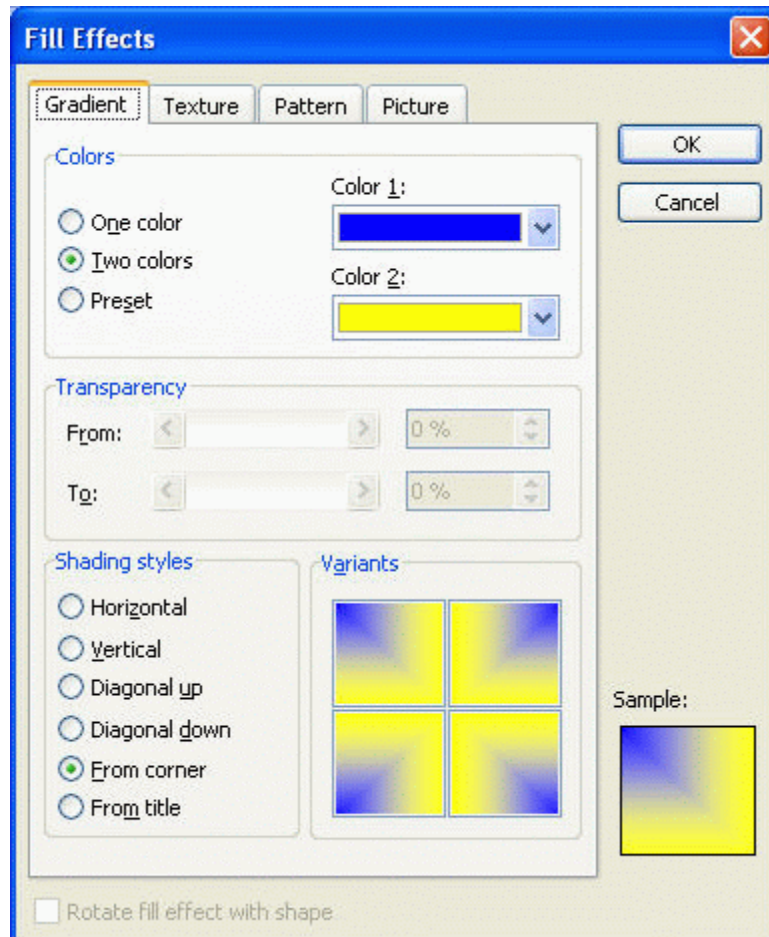 Fill Effects
Gradient Texture Pattern Picture
OK
Cancel
Colors
One color
Two colors
Preset
Color 1:
Color 2:
Transparency
From: 0 %
To: 0 %
Shading styles
Horizontal
Vertical
Diagonal up
Diagonal down
From corner
From title
Variants
Sample:
Rotate fill effect with shape